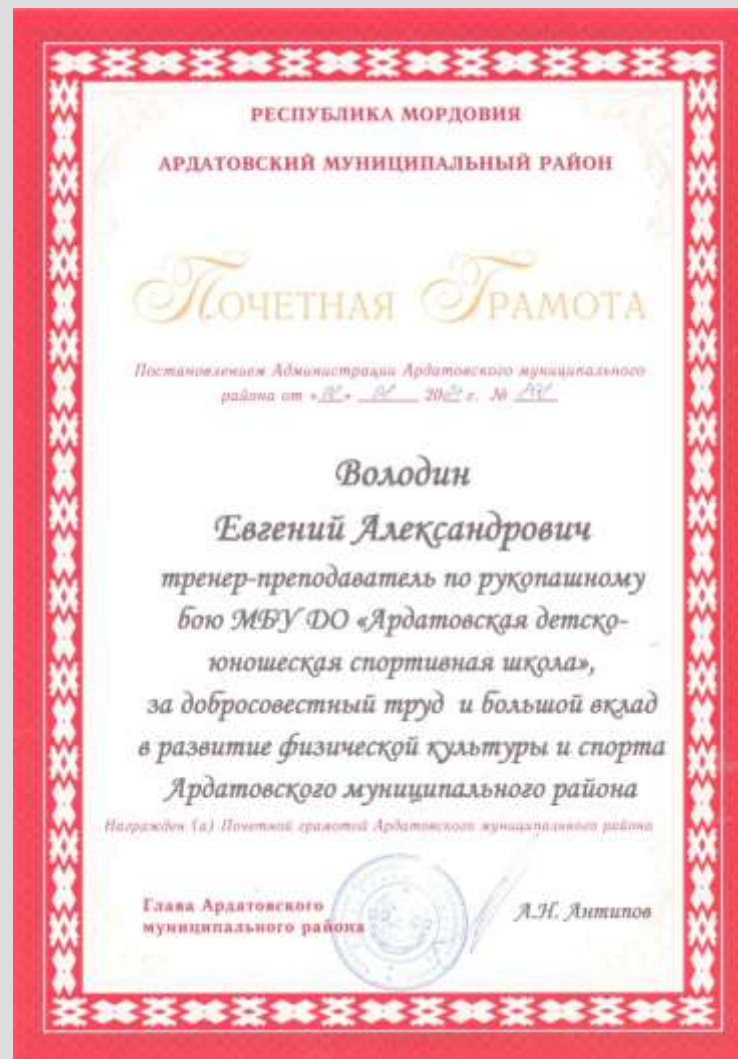 РЕСПУБЛИКА МОРДОВИЯ
АРДАТОВСКИЙ МУНИЦИПАЛЬНЫЙ РАЙОН
Почетная Грамота
Постановлением Администрации Ардатовского муниципального
района от « » 20 г. №
Володин
Евгений Александрович
тренер-преподаватель по рукопашному
бою МБУ ДО «Ардатовская детско-
юношеская спортивная школа»,
за добросовестный труд и большой вклад
в развитие физической культуры и спорта
Ардатовского муниципального района
Награжден (а) Почетной грамотой Ардатовского муниципального района
Глава Ардатовского
муниципального района
А.Н. Антипов